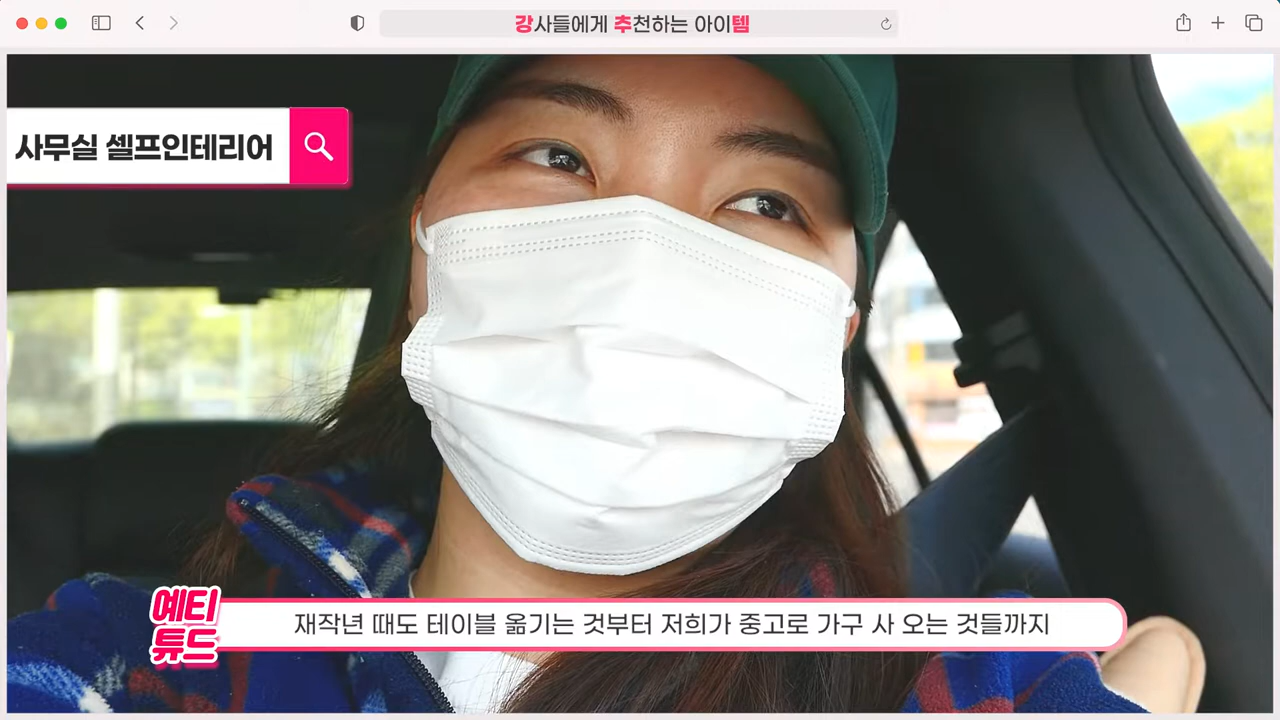 강사들에게 추천하는 아이템
사무실 셀프인테리어
예티
튜드
재작년 때도 테이블 옮기는 것부터 저희가 중고로 가구 사 오는 것들까지